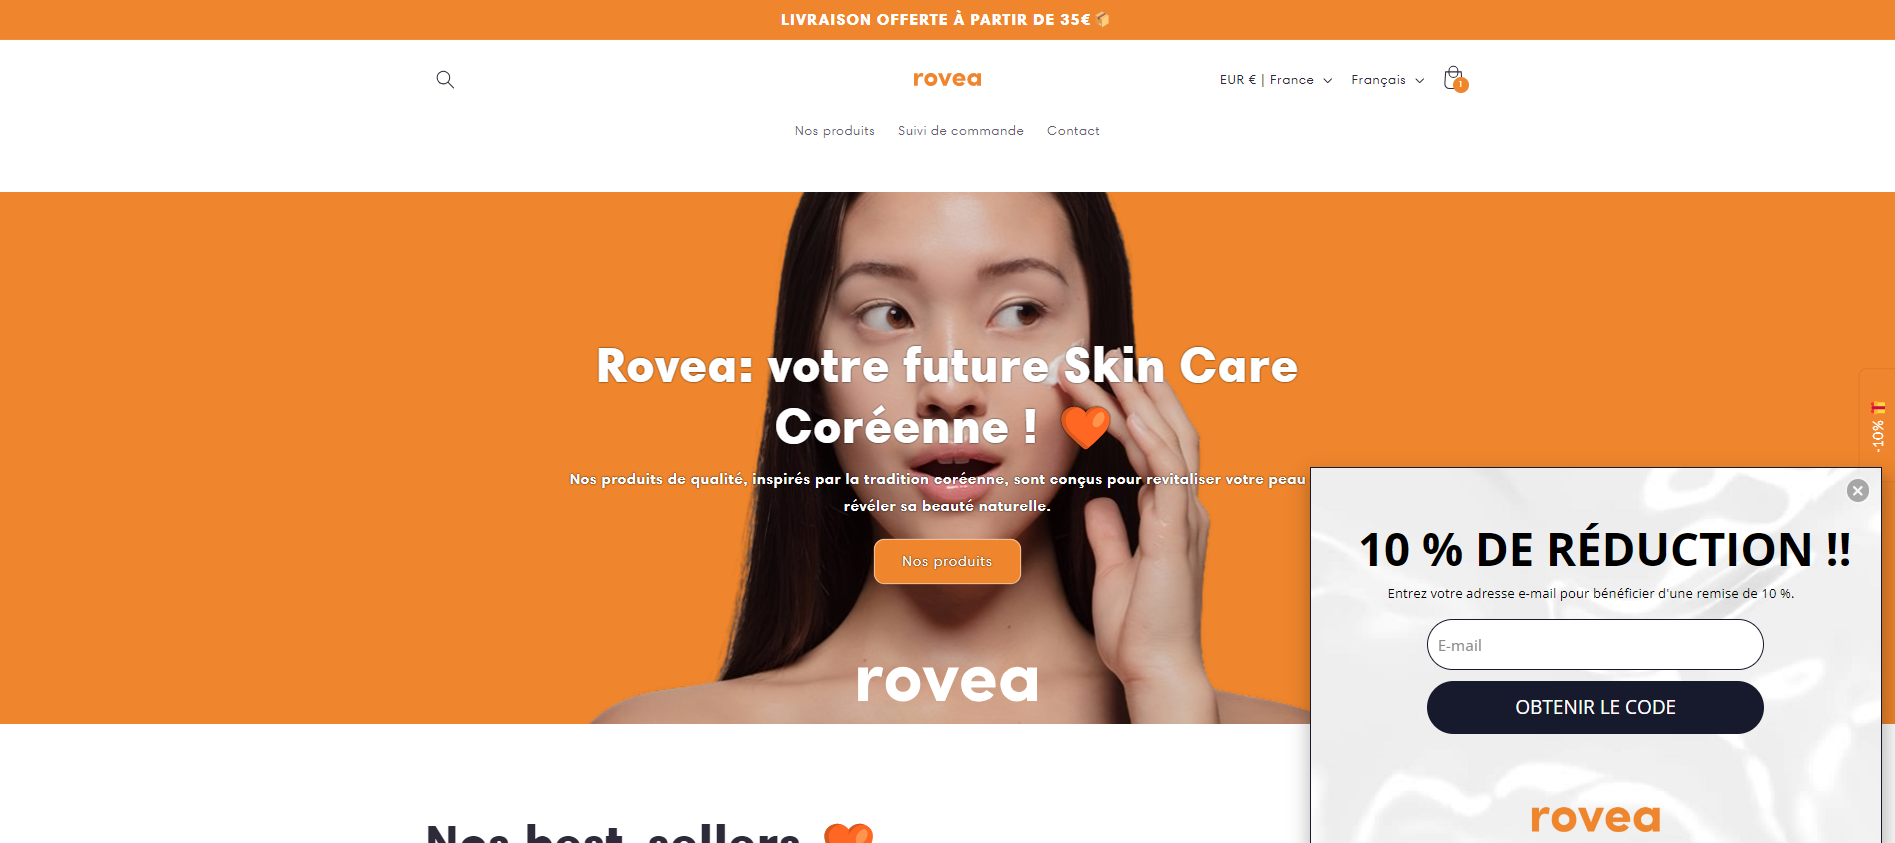 LIVRAISON OFFERTE À PARTIR DE 35€ 📦
rovea
EUR € | France
Français
1
Nos produits
Suivi de commande
Contact
Rovea: votre future Skin Care
Coréenne ! 🧡
Nos produits de qualité, inspirés par la tradition coréenne, sont conçus pour revitaliser votre peau
révéler sa beauté naturelle.
Nos produits
rovea
-10%
10 % DE RÉDUCTION !!
Entrez votre adresse e-mail pour bénéficier d'une remise de 10 %.
E-mail
OBTENIR LE CODE
rovea
Nos best-sellers 🧡